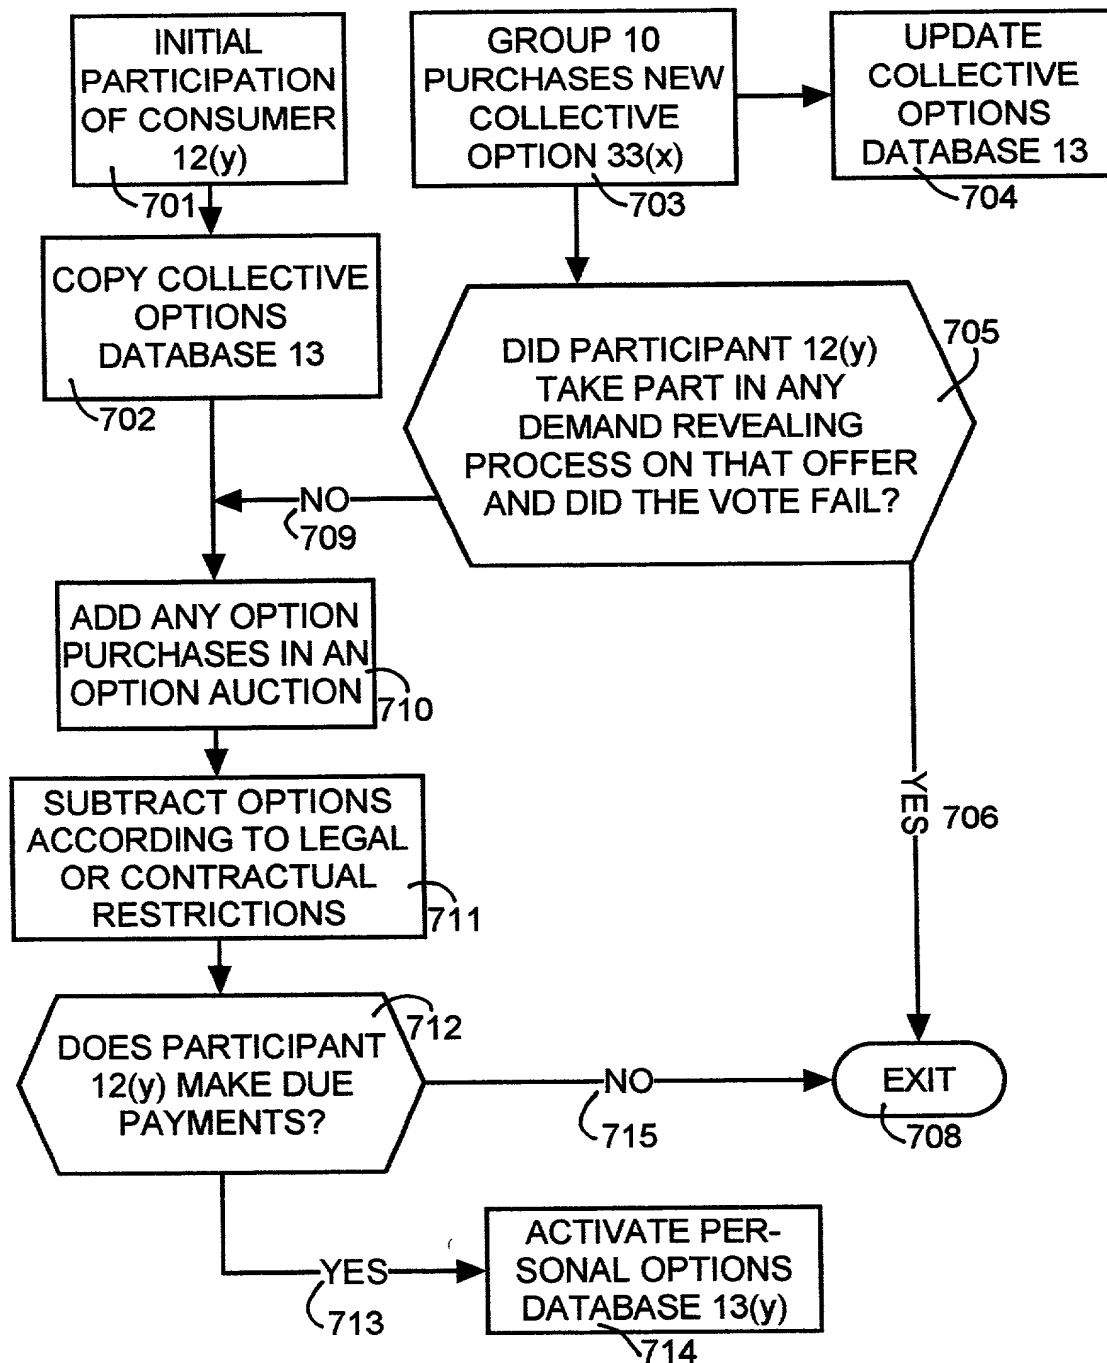 INITIAL
PARTICIPATION
OF CONSUMER
12(y)
701
GROUP 10
PURCHASES NEW
COLLECTIVE
OPTION 33(x)
703
UPDATE
COLLECTIVE
OPTIONS
DATABASE 13
704
COPY COLLECTIVE
OPTIONS
DATABASE 13
702
DID PARTICIPANT 12(y)
TAKE PART IN ANY
DEMAND REVEALING
PROCESS ON THAT OFFER
AND DID THE VOTE FAIL?
705
NO
709
ADD ANY OPTION
PURCHASES IN AN
OPTION AUCTION
710
YES
706
SUBTRACT OPTIONS
ACCORDING TO LEGAL
OR CONTRACTUAL
RESTRICTIONS
711
DOES PARTICIPANT
12(y) MAKE DUE
PAYMENTS?
712
NO
715
EXIT
708
YES
713
ACTIVATE PER-
SONAL OPTIONS
DATABASE 13(y)
714